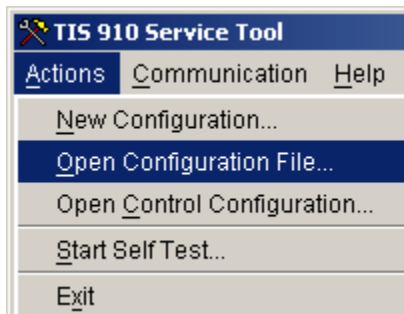 TIS 910 Service Tool
Actions Communication Help
New Configuration...
Open Configuration File...
Open Control Configuration...
Start Self Test...
Exit